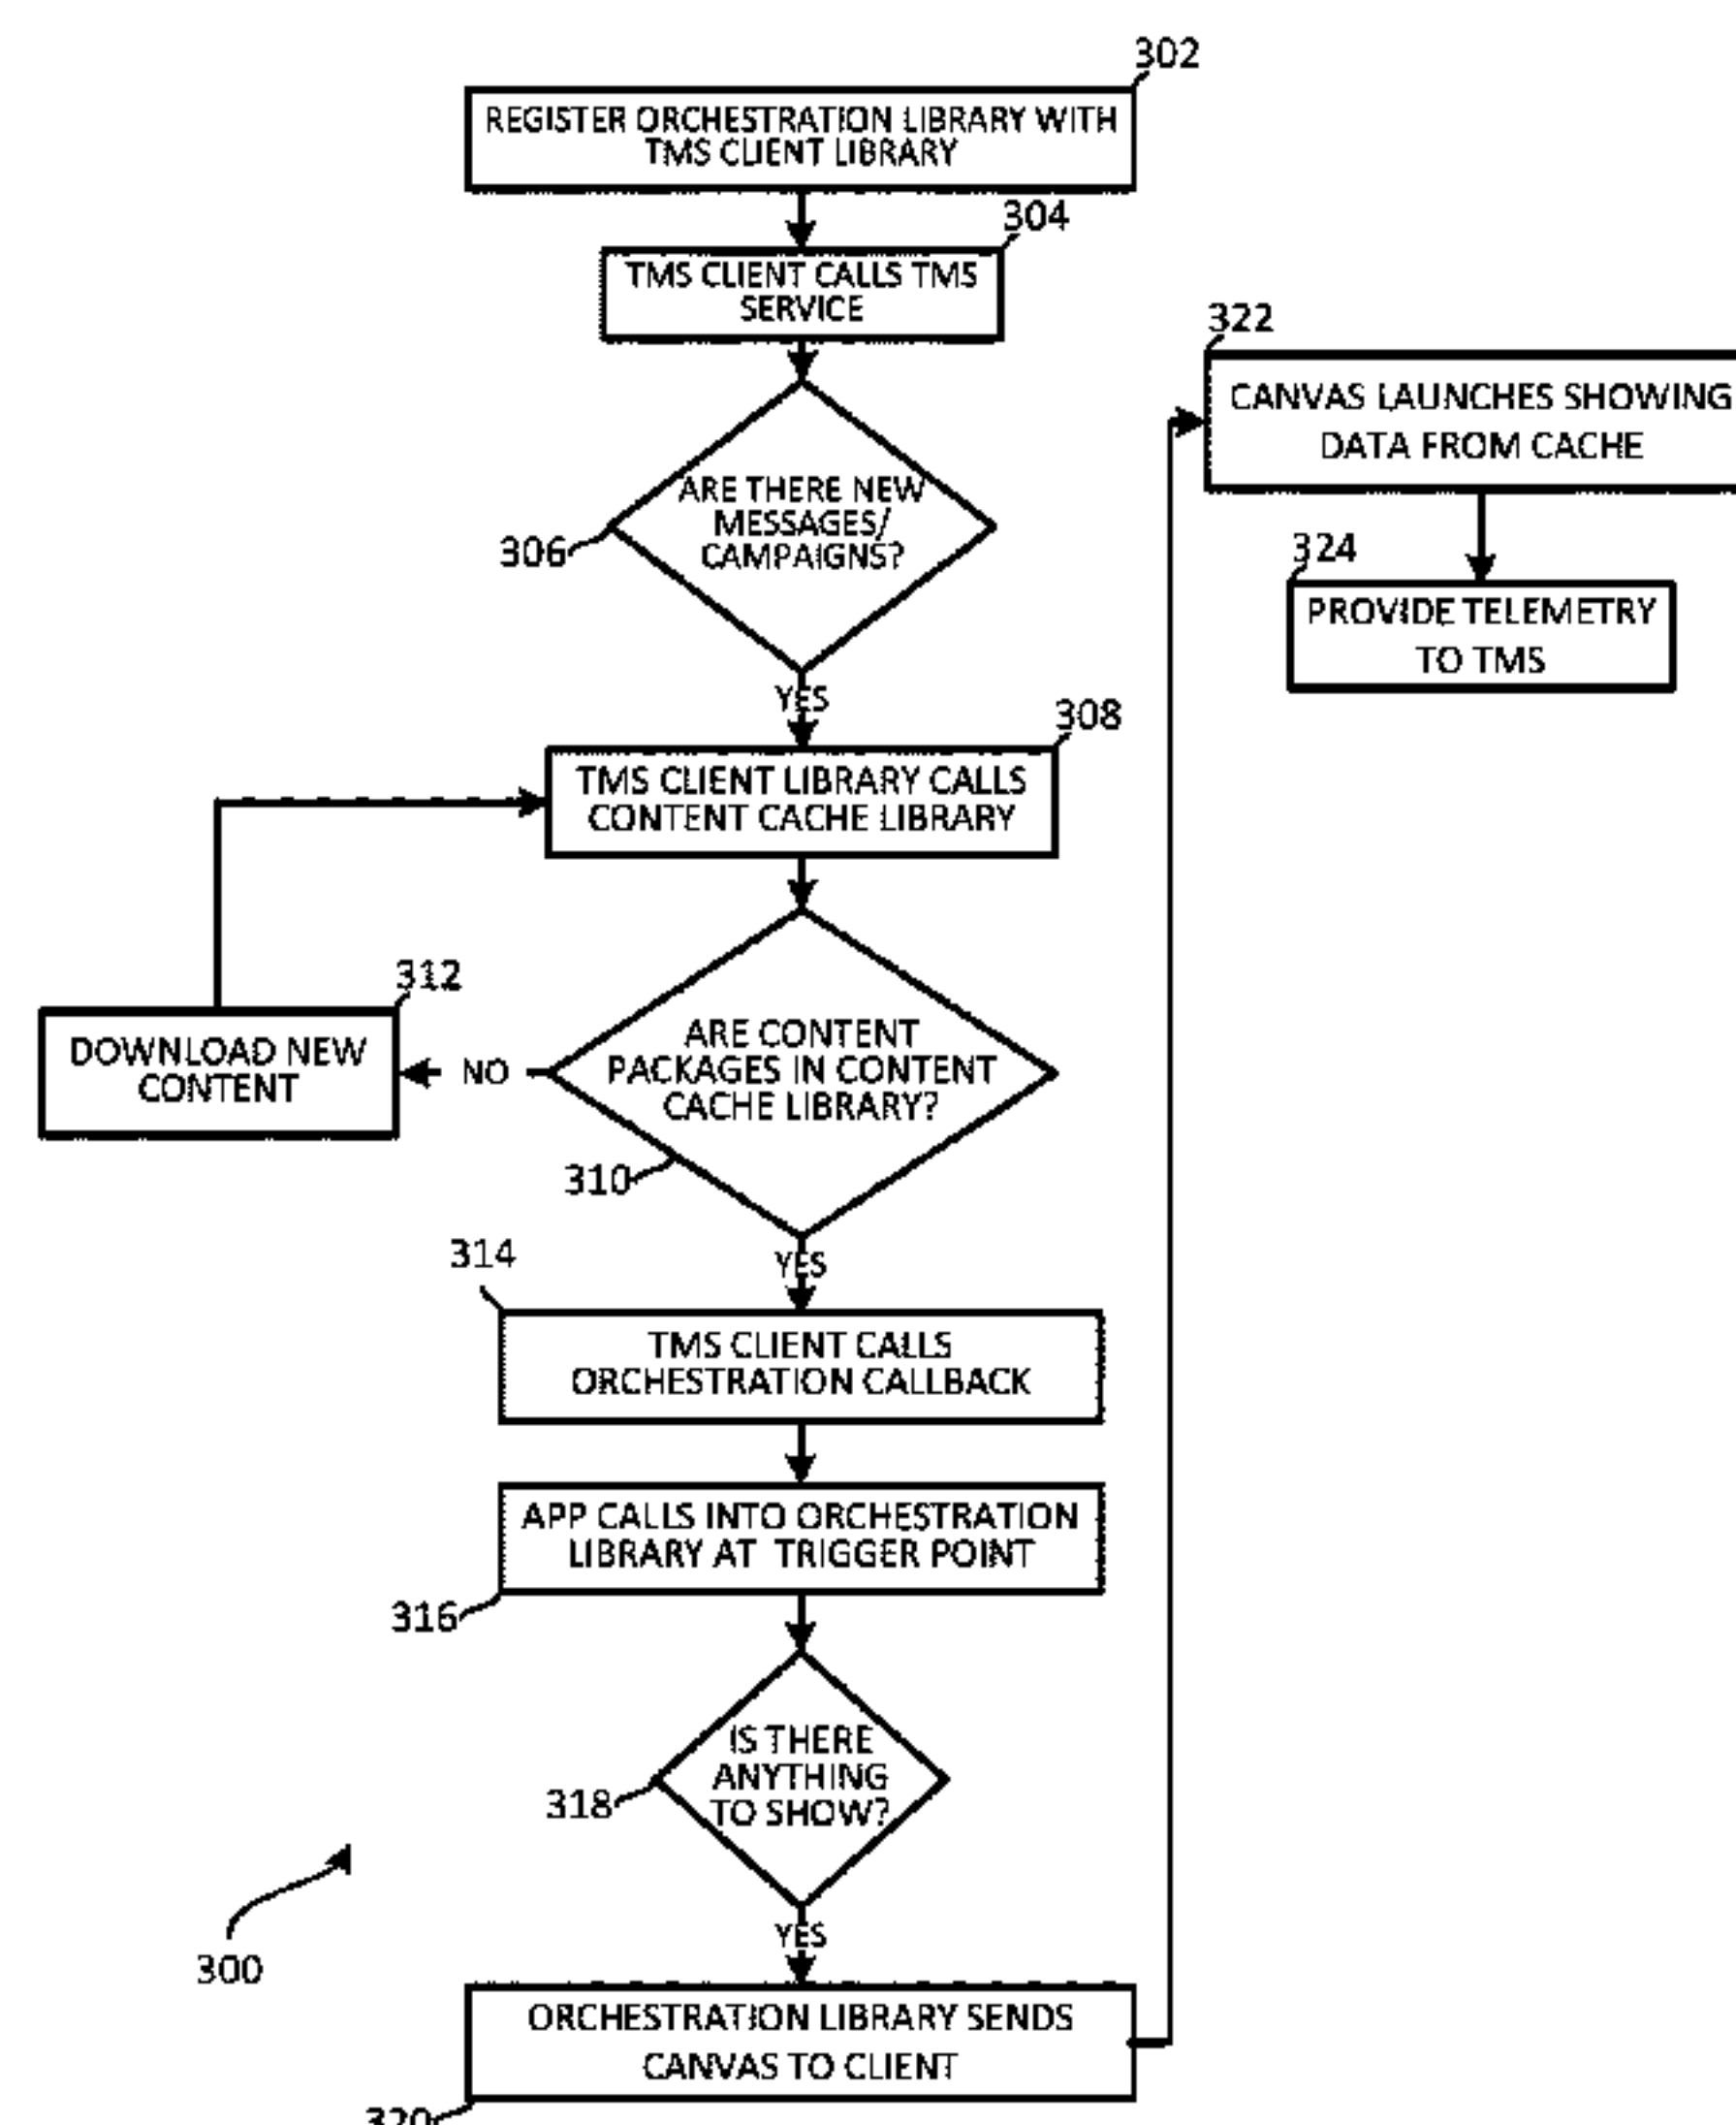 302
REGISTER ORCHESTRATION LIBRARY WITH
TMS CLIENT LIBRARY
304
TMS CLIENT CALLS TMS
SERVICE
306
ARE THERE NEW
MESSAGES/
CAMPAIGNS?
YES
308
TMS CLIENT LIBRARY CALLS
CONTENT CACHE LIBRARY
310
ARE CONTENT
PACKAGES IN CONTENT
CACHE LIBRARY?
NO
312
DOWNLOAD NEW
CONTENT
YES
314
TMS CLIENT CALLS
ORCHESTRATION CALLBACK
316
APP CALLS INTO ORCHESTRATION
LIBRARY AT TRIGGER POINT
318
IS THERE
ANYTHING
TO SHOW?
YES
320
ORCHESTRATION LIBRARY SENDS
CANVAS TO CLIENT
322
CANVAS LAUNCHES SHOWING
DATA FROM CACHE
324
PROVIDE TELEMETRY
TO TMS
300